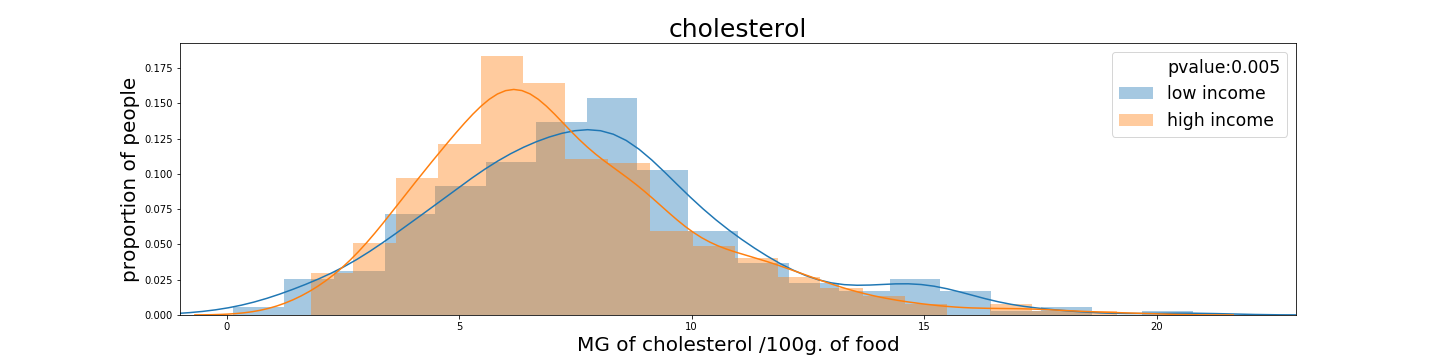 cholesterol
pvalue:0.005
low income
high income
proportion of people
0.175
0.150
0.125
0.100
0.075
0.050
0.025
0.000
0
5
10
15
20
MG of cholesterol /100g. of food